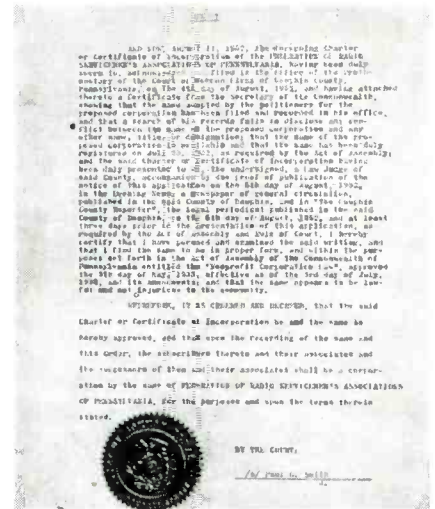 AND NOW, August 11, 1952, the foregoing Charter
or Certificate of Incorporation of the FEDERATION OF RADIO
SERVICEMEN'S ASSOCIATIONS OF PENNSYLVANIA, having been duly
filed in the office of the
of the Court of Common Pleas of Dauphin County,
Pennsylvania, on the day of August, 1952, and having attached
thereto a Certificate from the Secretary of the Commonwealth,
showing that the name adopted by the petitioners for the
proposed corporation has been filed and recorded in his office,
and that a search of his records fails to disclose any con-
flict between the name of the proposed corporation and any
other name, title, or designation; that the name of the pro-
posed corporation is available and that the name has been duly
registered on July as required by the Act of Assembly;
and the said Charter or Certificate of Incorporation having
been duly presented to me, the undersigned, a Law Judge of
said County, accompanied by the proof of publication of the
notice of this application on the 6th day of August, 1952,
in the Evening News, a newspaper of general circulation,
published in the said County of Dauphin, and in "The Dauphin
County Reporter", the legal periodical published in the said
County of Dauphin, on the day of August, 1952, and at least
three days prior to the presentation of this application, as
required by the Act of Assembly and Rule of Court, I hereby
certify that I have perused and examined the said writing, and
that I find the same to be in proper form, and within the pur-
poses set forth in the Act of Assembly of the Commonwealth of
Pennsylvania entitled the "Nonprofit Corporation Law", approved
the 5th day of May, 1933, effective as of the 3rd day of July,
and its amendments; and that the same appears to be law-
ful and not injurious to the community.
WHEREFORE, IT IS ORDERED AND DECREED, that the said
Charter or Certificate of Incorporation be and the same is
hereby approved, and that upon the recording of the same and
this Order, the subscribers thereto and their associates and
the successors of them and their associates shall be a corpor-
ation by the name of FEDERATION OF RADIO SERVICEMEN'S ASSOCIATIONS
OF PENNSYLVANIA, for the purposes and upon the terms therein
stated.
BY THE COURT,
/s/ Paul G. Smith
J.